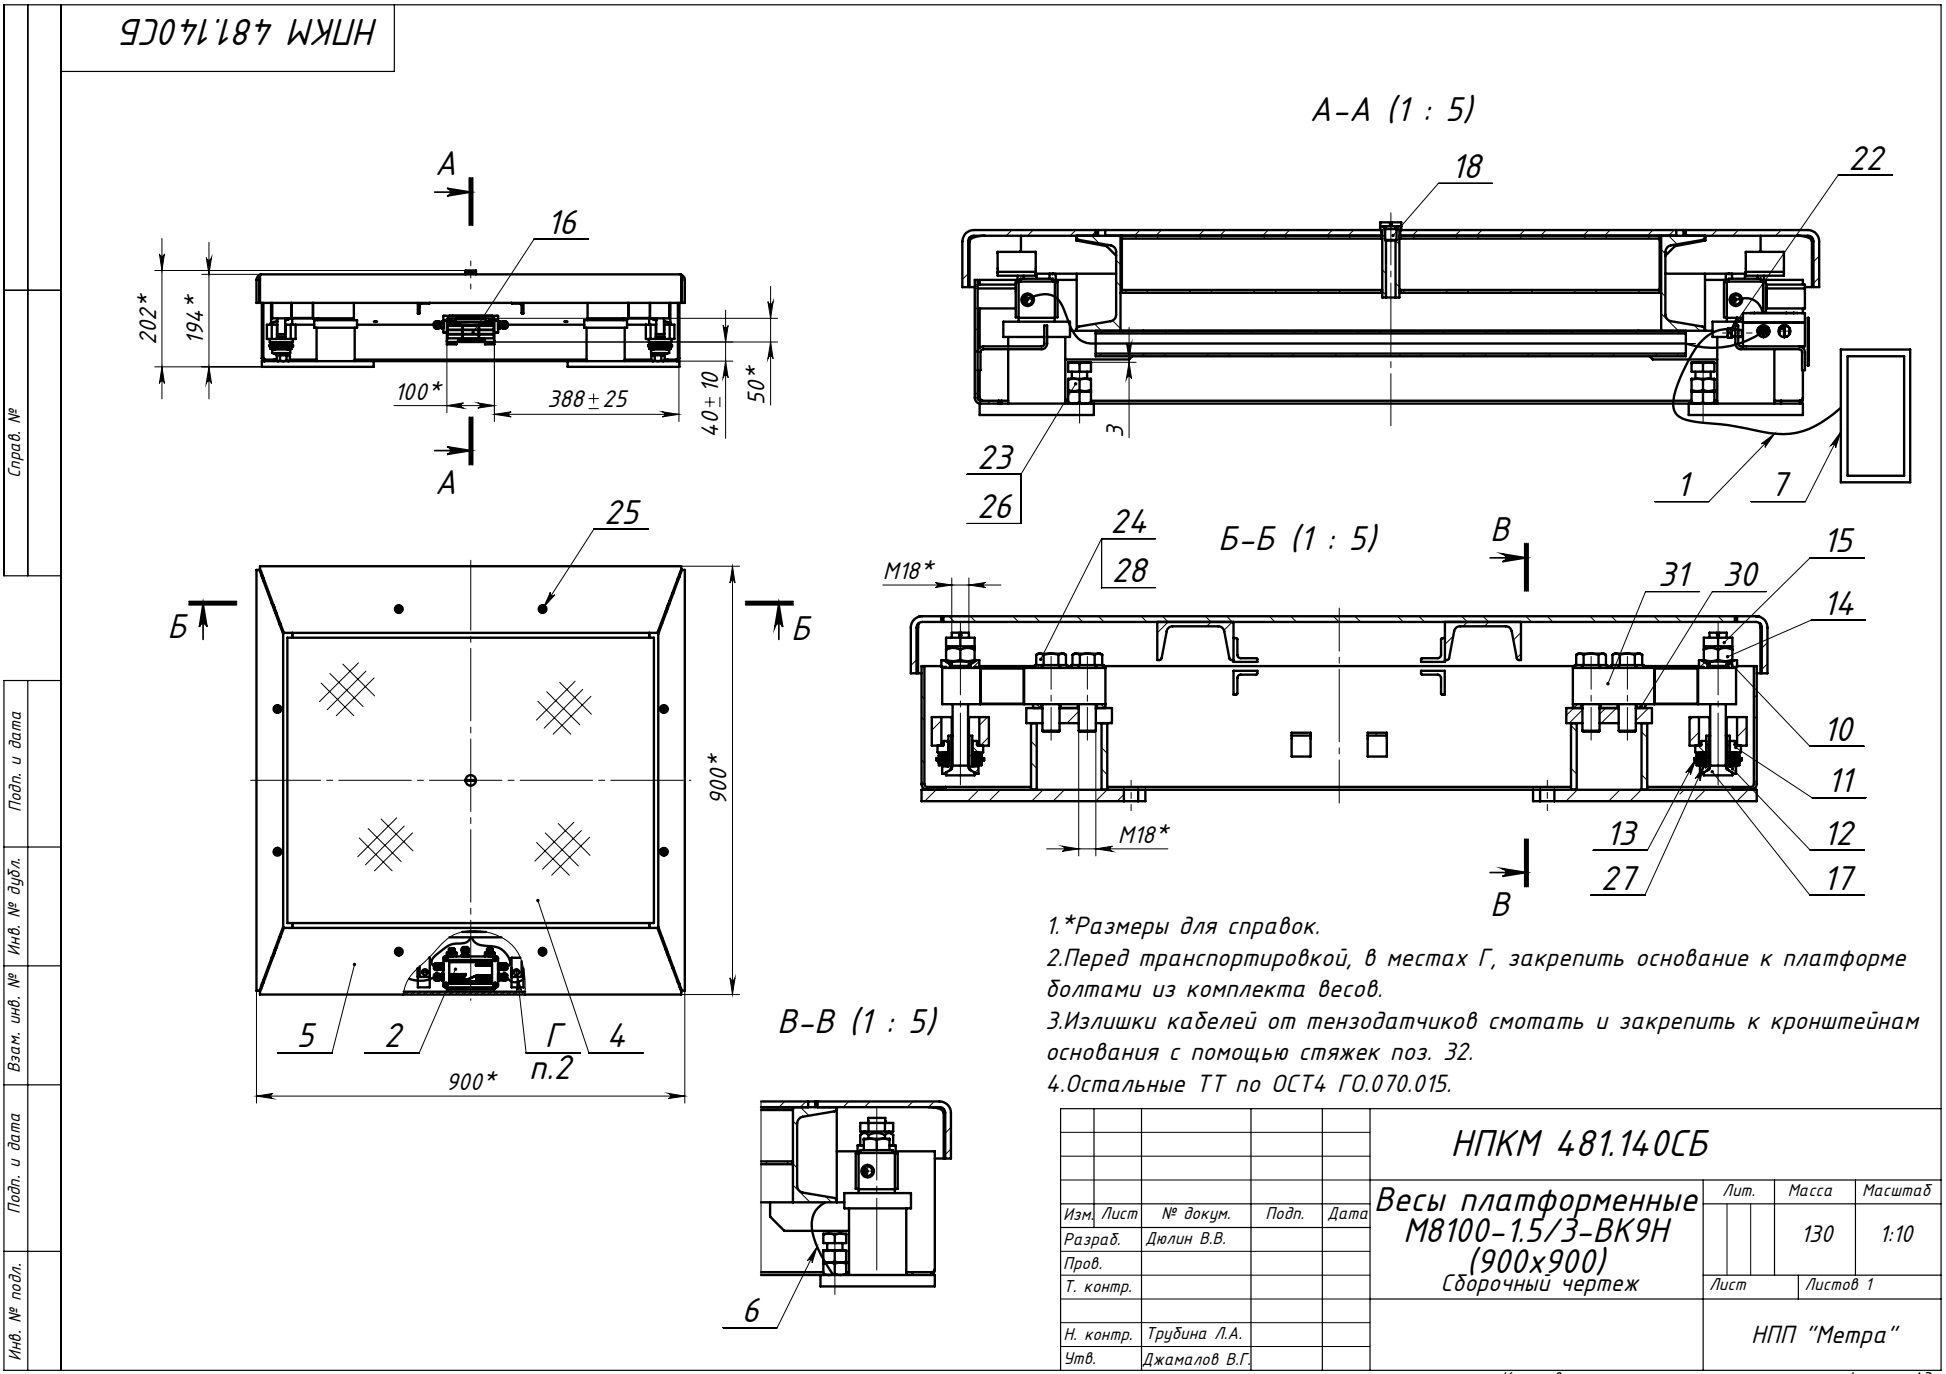 НПКМ 481.140СБ
Справ. №
Подп. и дата
Инв. № дубл.
Взам. инв. №
Подп. и дата
Инв. № подл.
А
16
202*
194*
100*
388±25
40±10
50*
А
25
Б
Б
900*
5
2
Г
п.2
4
900*
А-А (1 : 5)
18
22
3
23
26
1
7
Б-Б (1 : 5)
В
24
28
М18*
31
30
15
14
10
11
12
13
27
17
М18*
В
В-В (1 : 5)
6
1.*Размеры для справок.
2.Перед транспортировкой, в местах Г, закрепить основание к платформе
болтами из комплекта весов.
3.Излишки кабелей от тензодатчиков смотать и закрепить к кронштейнам
основания с помощью стяжек поз. 32.
4.Остальные ТТ по ОСТ4 ГО.070.015.
НПКМ 481.140СБ
Изм. Лист № докум. Подп. Дата
Разраб. Дюлин В.В.
Пров.
Т. контр.
Н. контр. Трубина Л.А.
Утв. Джамалов В.Г.
Весы платформенные
М8100-1.5/3-ВК9Н
(900х900)
Сборочный чертеж
Лит. Масса Масштаб
130 1:10
Лист Листов 1
НПП "Метра"